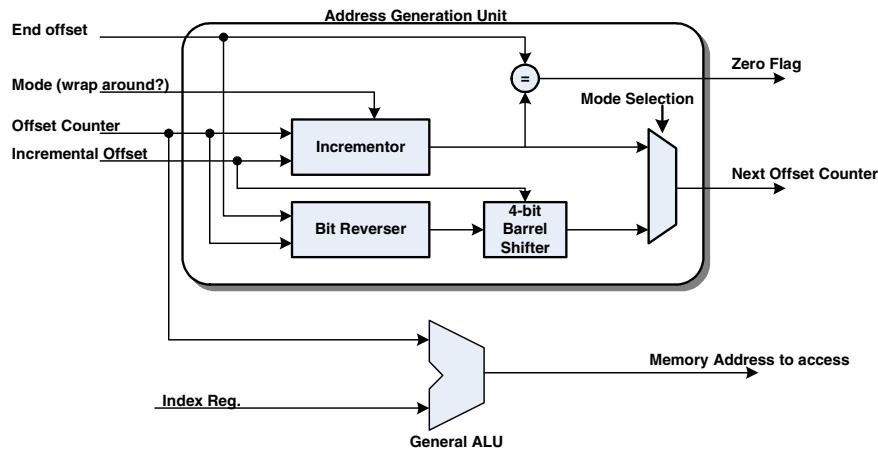 Address Generation Unit
End offset
Zero Flag
=
Mode (wrap around?)
Mode Selection
Offset Counter
Incrementor
Incremental Offset
Next Offset Counter
Bit Reverser
4-bit
Barrel
Shifter
Memory Address to access
Index Reg.
General ALU